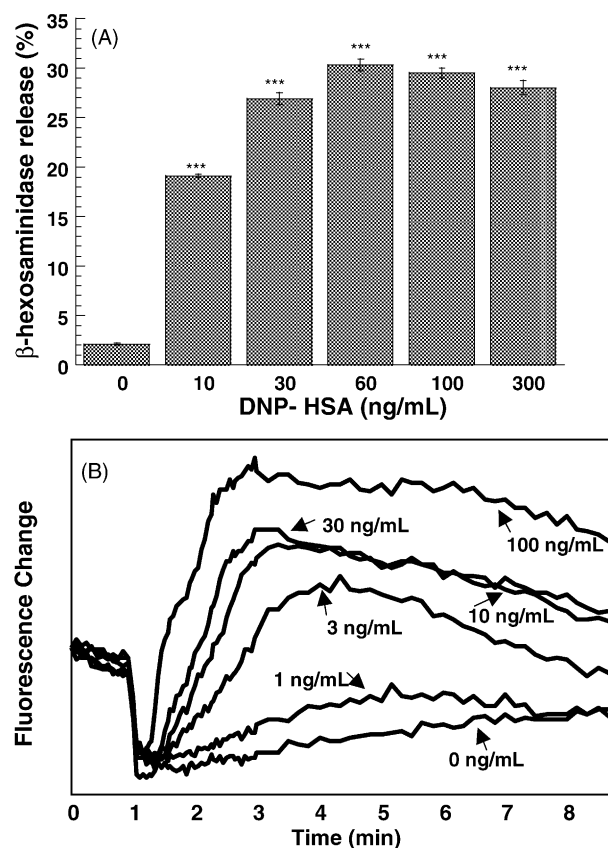 (A)
β-hexosaminidase release (%)
35
30
25
20
15
10
5
0
***
***
***
***
***
0 10 30 60 100 300
DNP- HSA (ng/mL)
(B)
Fluorescence Change
30 ng/mL
100 ng/mL
10 ng/mL
3 ng/mL
1 ng/mL
0 ng/mL
0 1 2 3 4 5 6 7 8
Time (min)